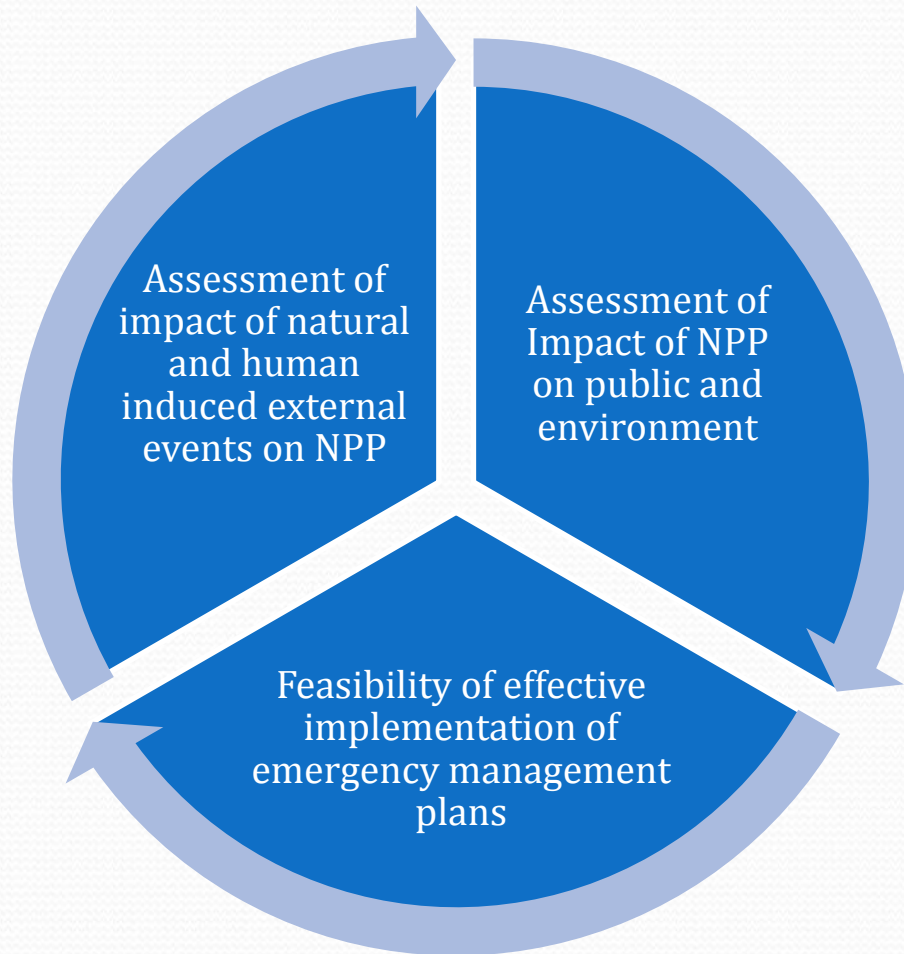 Assessment of
impact of natural
and human
induced external
events on NPP
Assessment of
Impact of NPP
on public and
environment
Feasibility of effective
implementation of
emergency management
plans